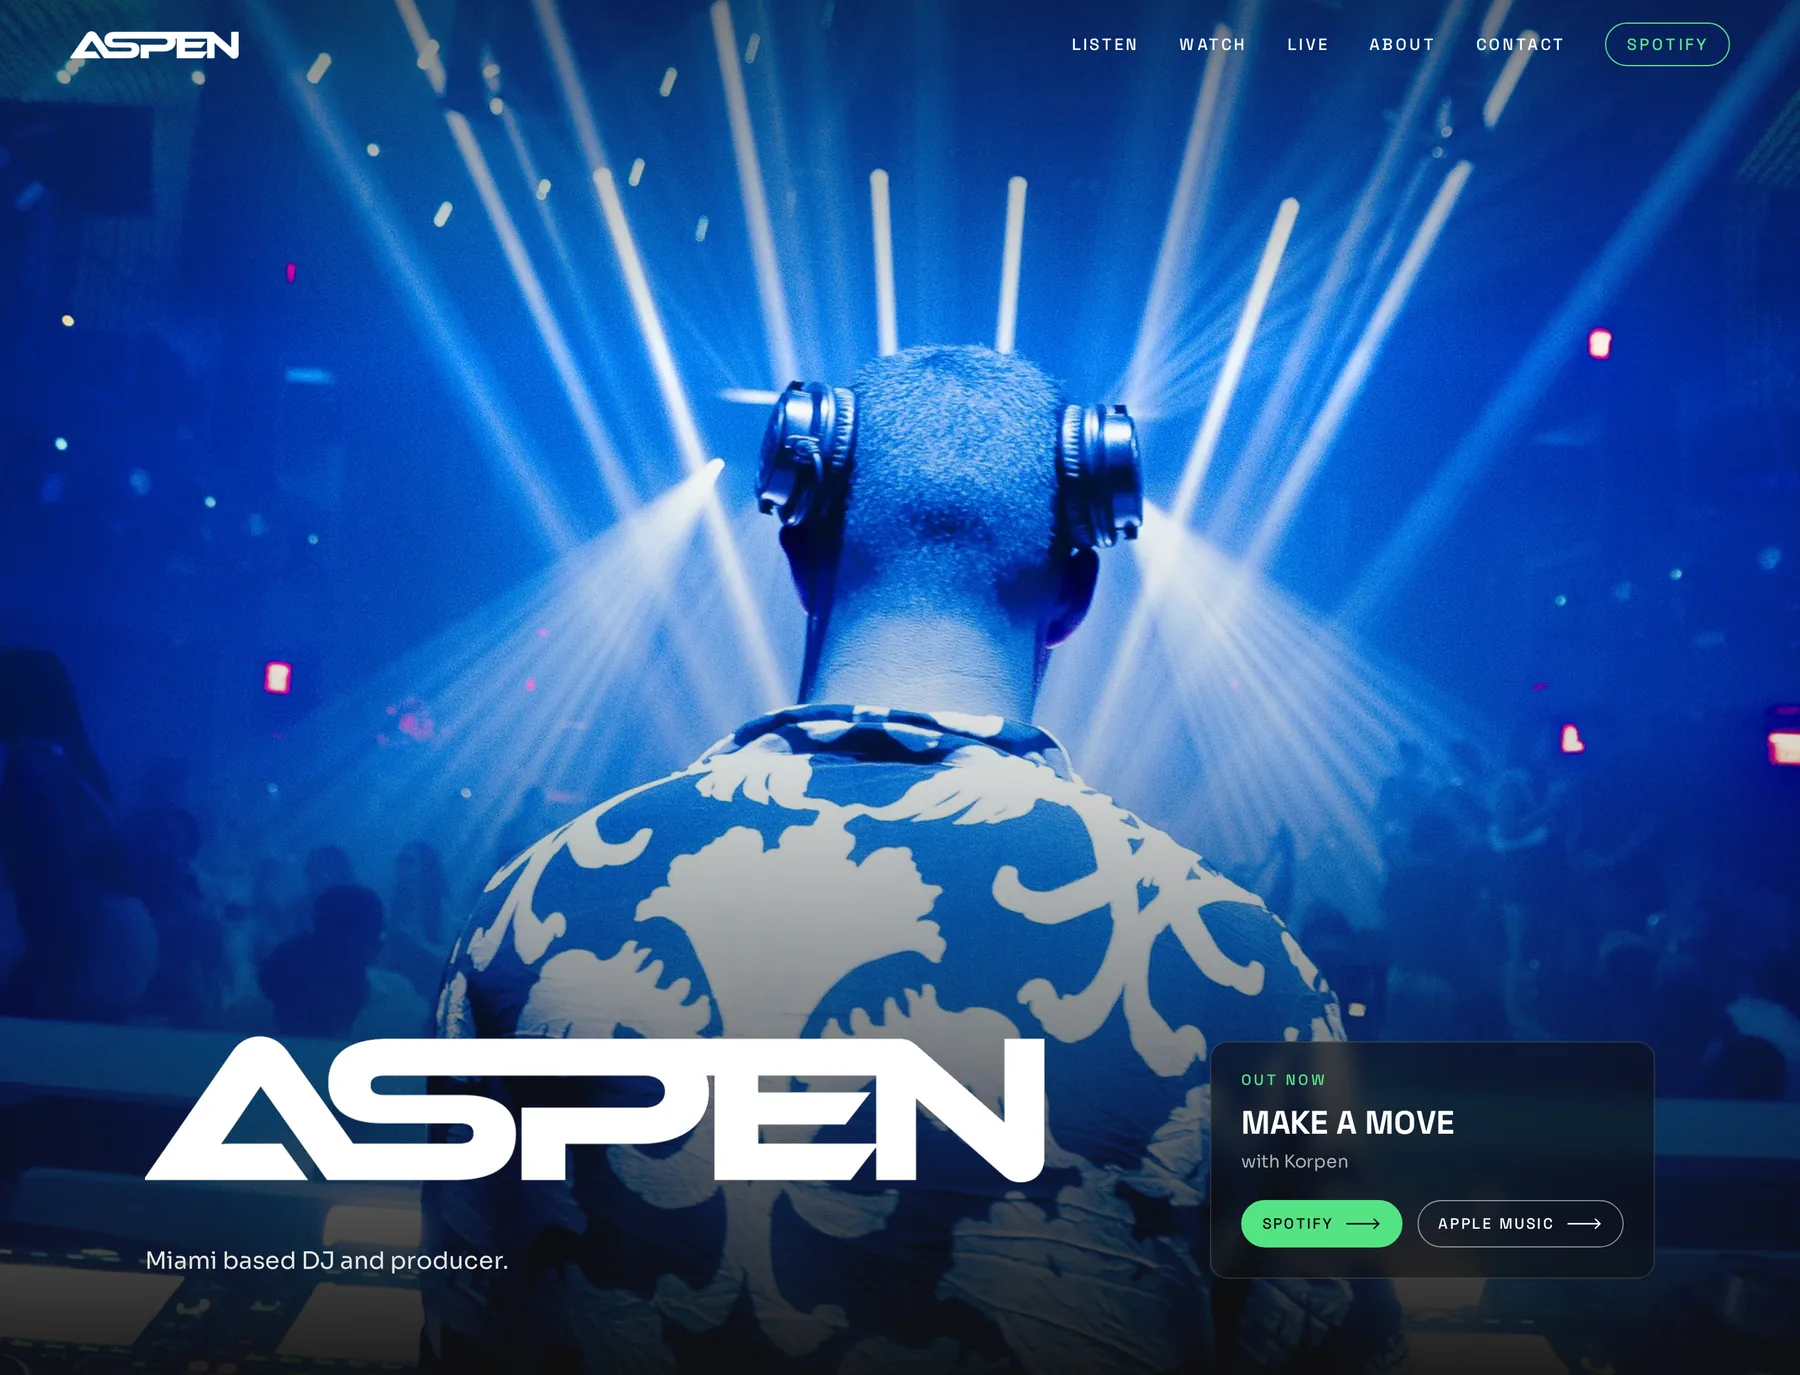 ASPEN
LISTEN WATCH LIVE ABOUT CONTACT SPOTIFY
ASPEN
Miami based DJ and producer.
OUT NOW
MAKE A MOVE
with Korpen
SPOTIFY
APPLE MUSIC